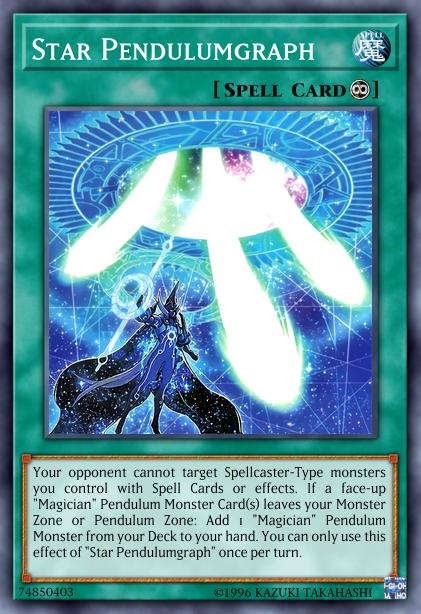 STAR PENDULUMGRAPH
SPELL
魔
[SPELL CARD]
Your opponent cannot target Spellcaster-Type monsters
you control with Spell Cards or effects. If a face-up
"Magician" Pendulum Monster Card(s) leaves your Monster
Zone or Pendulum Zone: Add 1 "Magician" Pendulum
Monster from your Deck to your hand. You can only use this
effect of "Star Pendulumgraph" once per turn.
74850403
©1996 KAZUKI TAKAHASHI